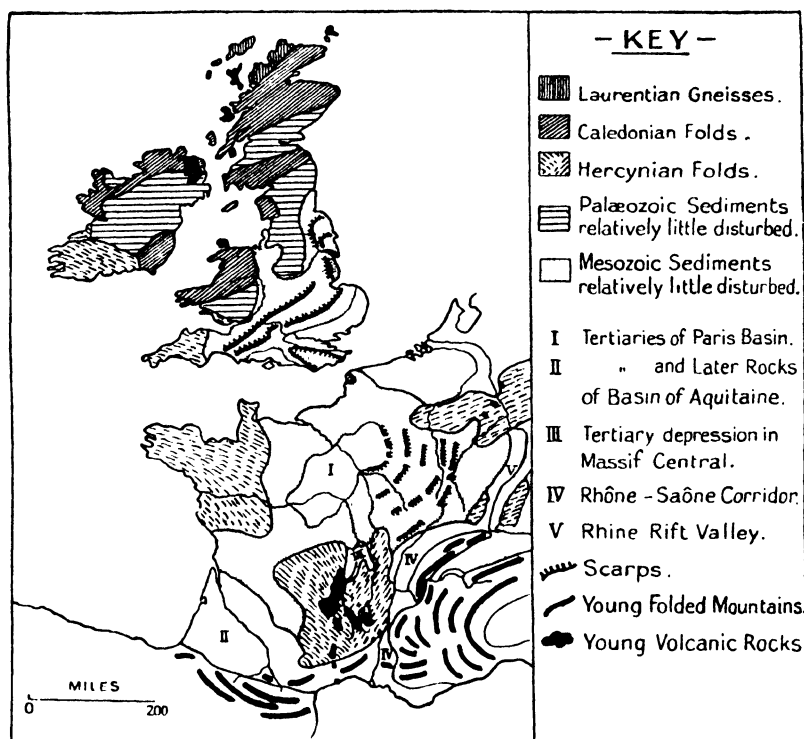 – KEY –
Laurentian Gneisses.
Caledonian Folds.
Hercynian Folds.
Palæozoic Sediments
relatively little disturbed.
Mesozoic Sediments
relatively little disturbed.
I Tertiaries of Paris Basin.
II „ and Later Rocks
of Basin of Aquitaine.
III Tertiary depression in
Massif Central.
IV Rhône – Saône Corridor.
V Rhine Rift Valley.
Scarps.
Young Folded Mountains.
Young Volcanic Rocks
I
V
III
IV
II
IV
MILES
0 200